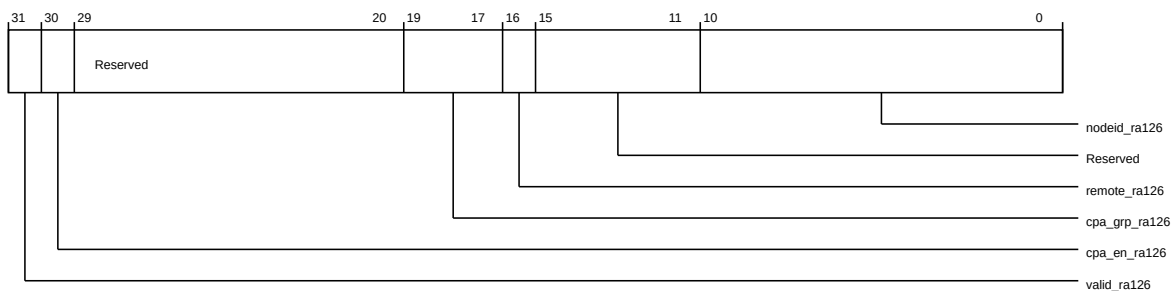 31 30 29 20 19 17 16 15 11 10 0
Reserved
nodeid_ra126
Reserved
remote_ra126
cpa_grp_ra126
cpa_en_ra126
valid_ra126